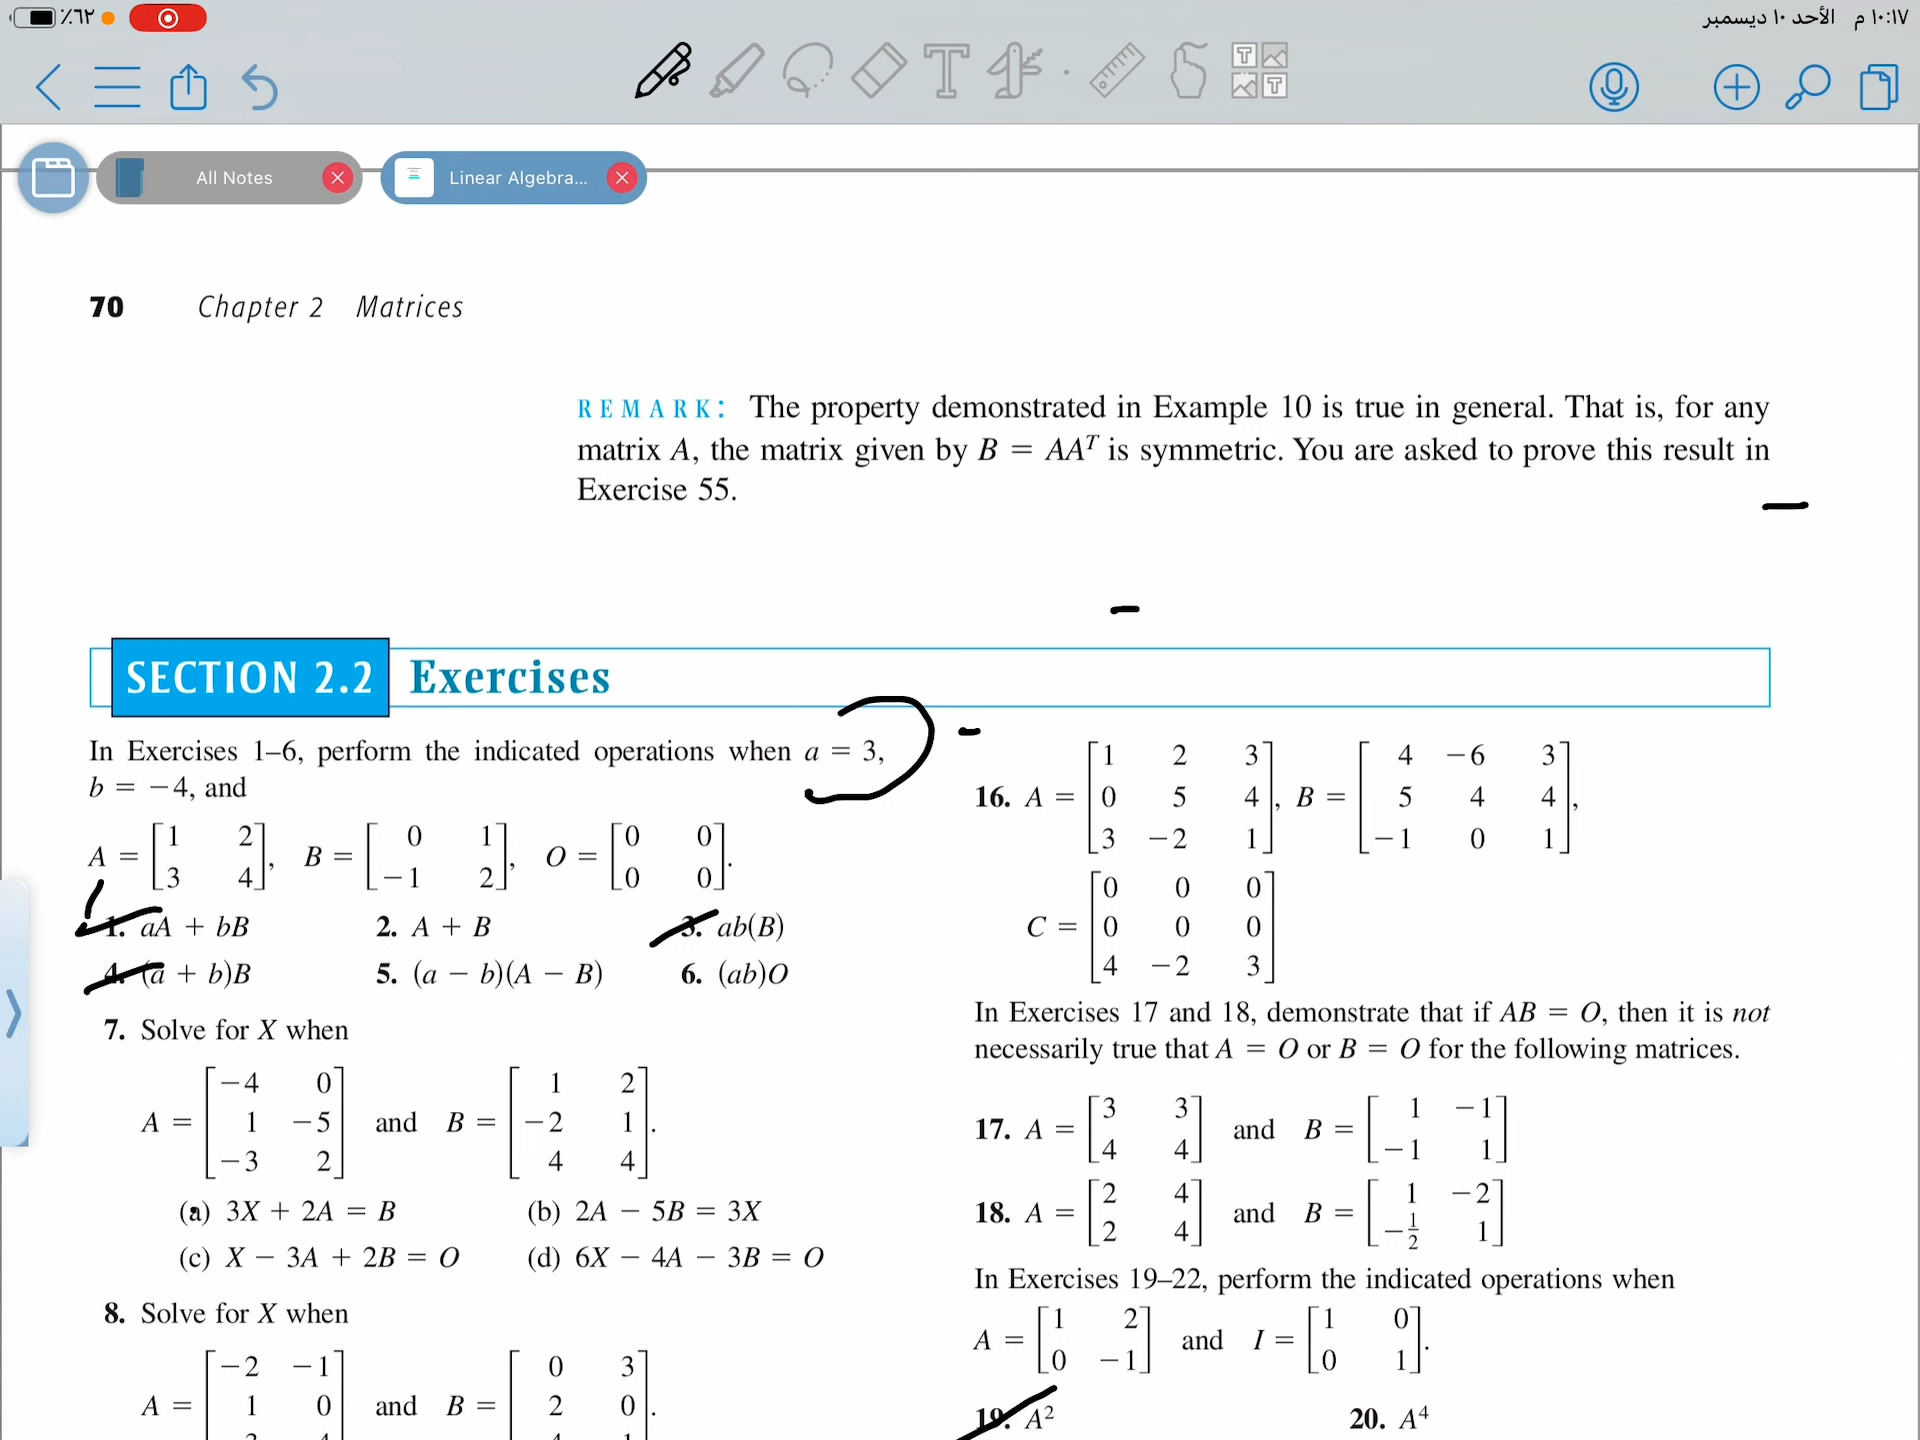 ٪٦٢
١٠:١٧ م الأحد ١٠ ديسمبر
All Notes
Linear Algebra...
70 Chapter 2 Matrices
REMARK: The property demonstrated in Example 10 is true in general. That is, for any
matrix A, the matrix given by B = AAᵀ is symmetric. You are asked to prove this result in
Exercise 55.
SECTION 2.2 Exercises
In Exercises 1–6, perform the indicated operations when a = 3,
b = −4, and
A = [1 2; 3 4], B = [0 1; −1 2], O = [0 0; 0 0].
1. aA + bB 2. A + B 3. ab(B)
4. (a + b)B 5. (a − b)(A − B) 6. (ab)O
7. Solve for X when
A = [−4 0; 1 −5; −3 2] and B = [1 2; −2 1; 4 4].
(a) 3X + 2A = B (b) 2A − 5B = 3X
(c) X − 3A + 2B = O (d) 6X − 4A − 3B = O
8. Solve for X when
A = [−2 −1; 1 0 and B = [0 3; 2 0 .
16. A = [1 2 3; 0 5 4; 3 −2 1], B = [4 −6 3; 5 4 4; −1 0 1],
C = [0 0 0; 0 0 0; 4 −2 3]
In Exercises 17 and 18, demonstrate that if AB = O, then it is not
necessarily true that A = O or B = O for the following matrices.
17. A = [3 3; 4 4] and B = [1 −1; −1 1]
18. A = [2 4; 2 4] and B = [1 −2; −1/2 1]
In Exercises 19–22, perform the indicated operations when
A = [1 2; 0 −1] and I = [1 0; 0 1].
19. A² 20. A⁴